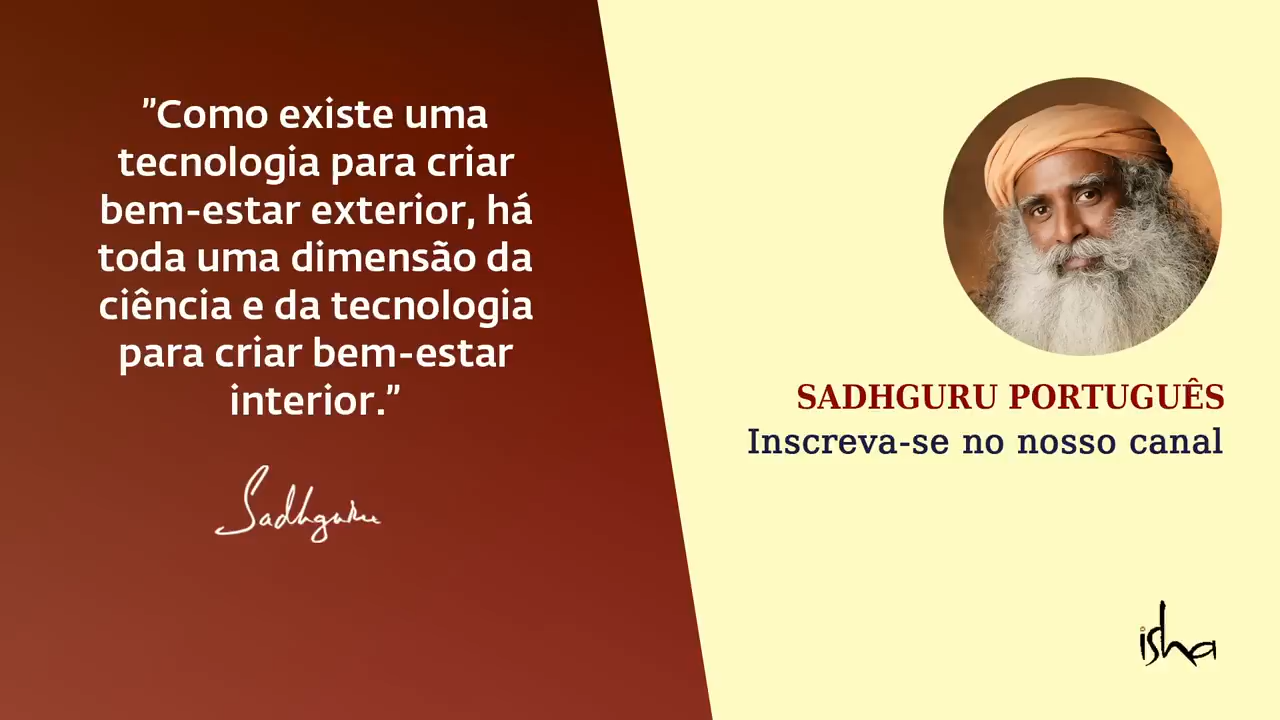 ”Como existe uma
tecnologia para criar
bem-estar exterior, há
toda uma dimensão da
ciência e da tecnologia
para criar bem-estar
interior.”
Sadhguru
SADHGURU PORTUGUÊS
Inscreva-se no nosso canal
isha